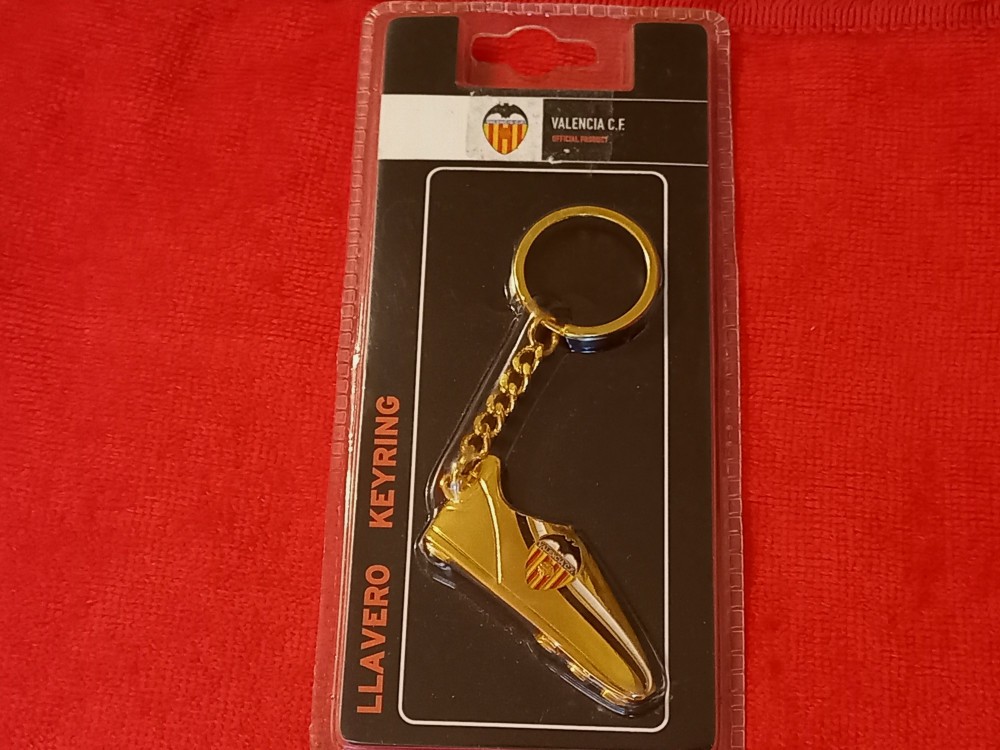 VALENCIA C.F.
OFFICIAL PRODUCT
LLAVERO KEYRING